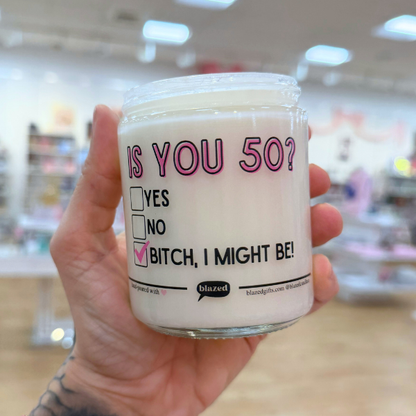 IS YOU 50?
YES
NO
BITCH, I MIGHT BE!
blazed
blazedgifts.com